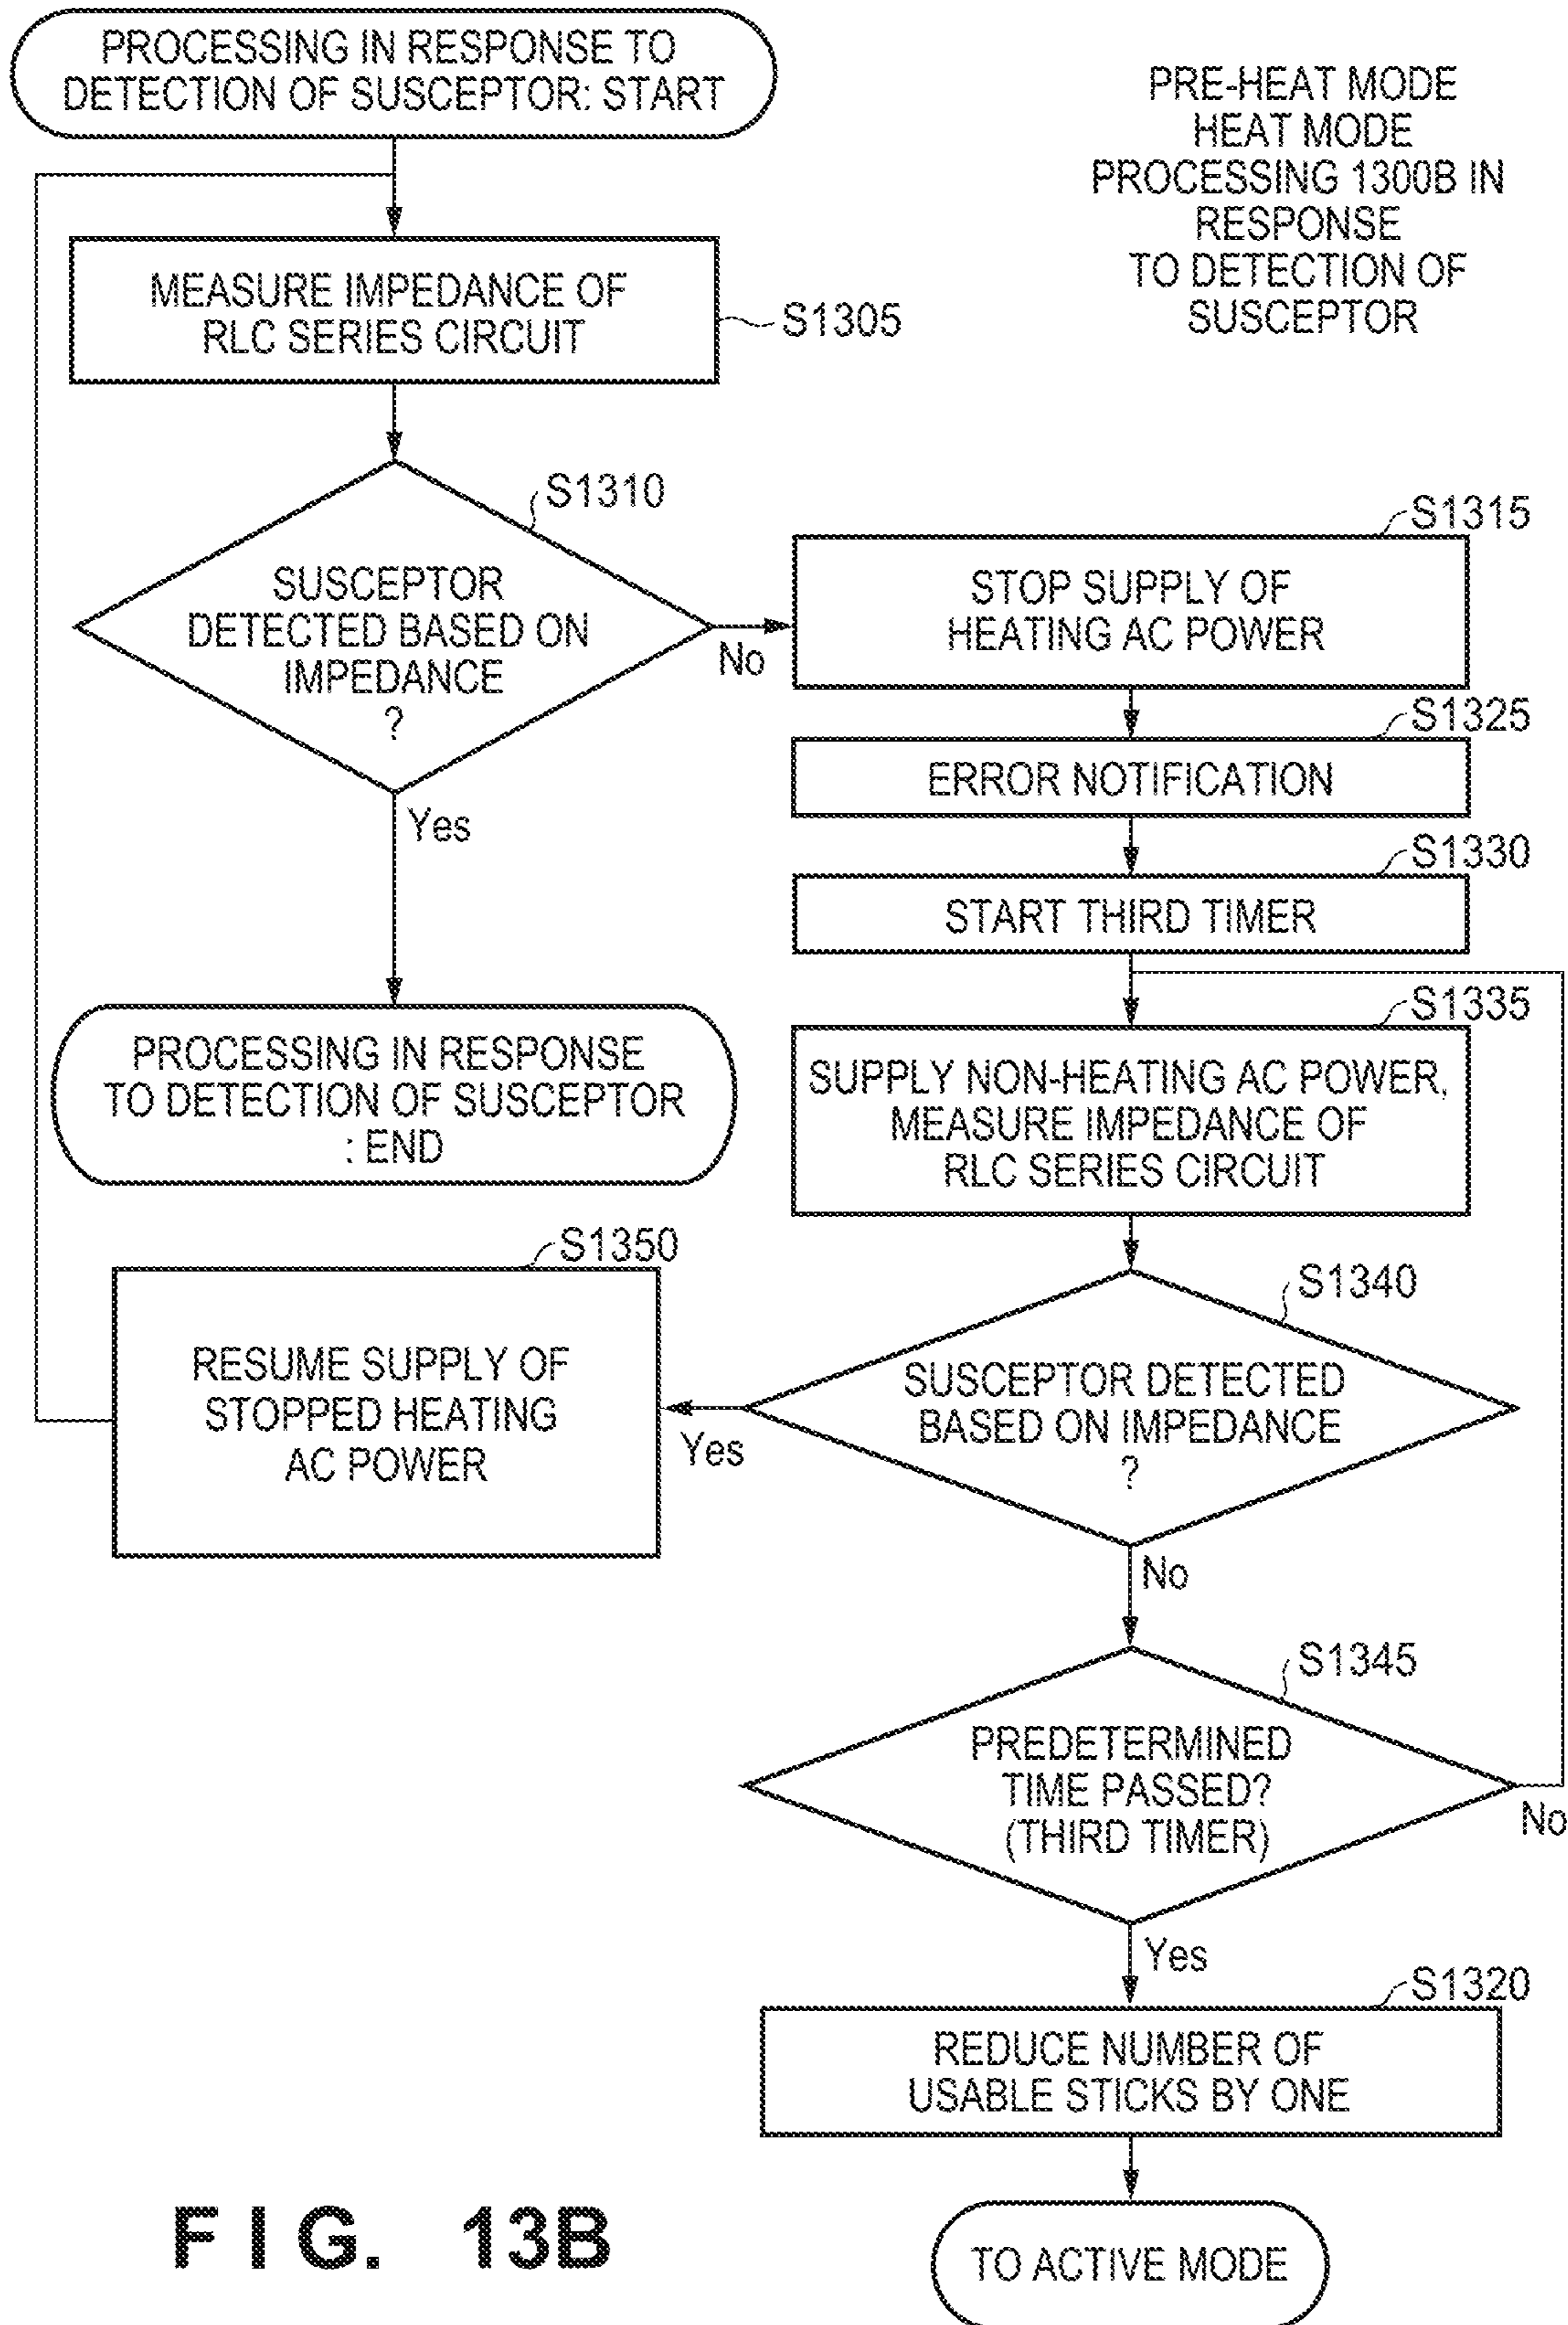 PROCESSING IN RESPONSE TO
DETECTION OF SUSCEPTOR: START
PRE-HEAT MODE
HEAT MODE
PROCESSING 1300B IN
RESPONSE
TO DETECTION OF
SUSCEPTOR
MEASURE IMPEDANCE OF
RLC SERIES CIRCUIT
S1305
S1310
SUSCEPTOR
DETECTED BASED ON
IMPEDANCE
?
No
Yes
S1315
STOP SUPPLY OF
HEATING AC POWER
S1325
ERROR NOTIFICATION
S1330
START THIRD TIMER
PROCESSING IN RESPONSE
TO DETECTION OF SUSCEPTOR
: END
S1335
SUPPLY NON-HEATING AC POWER,
MEASURE IMPEDANCE OF
RLC SERIES CIRCUIT
S1350
RESUME SUPPLY OF
STOPPED HEATING
AC POWER
S1340
SUSCEPTOR DETECTED
BASED ON IMPEDANCE
?
Yes
No
S1345
PREDETERMINED
TIME PASSED?
(THIRD TIMER)
No
Yes
S1320
REDUCE NUMBER OF
USABLE STICKS BY ONE
TO ACTIVE MODE
FIG. 13B